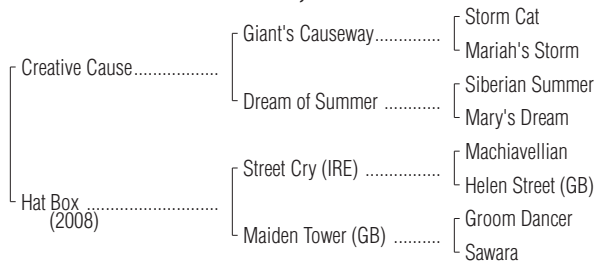 Storm Cat
Giant's Causeway..............
Mariah's Storm
Creative Cause..................
Siberian Summer
Dream of Summer ............
Mary's Dream
Machiavellian
Street Cry (IRE) ................
Helen Street (GB)
Hat Box ............................
(2008)
Groom Dancer
Maiden Tower (GB) ..........
Sawara